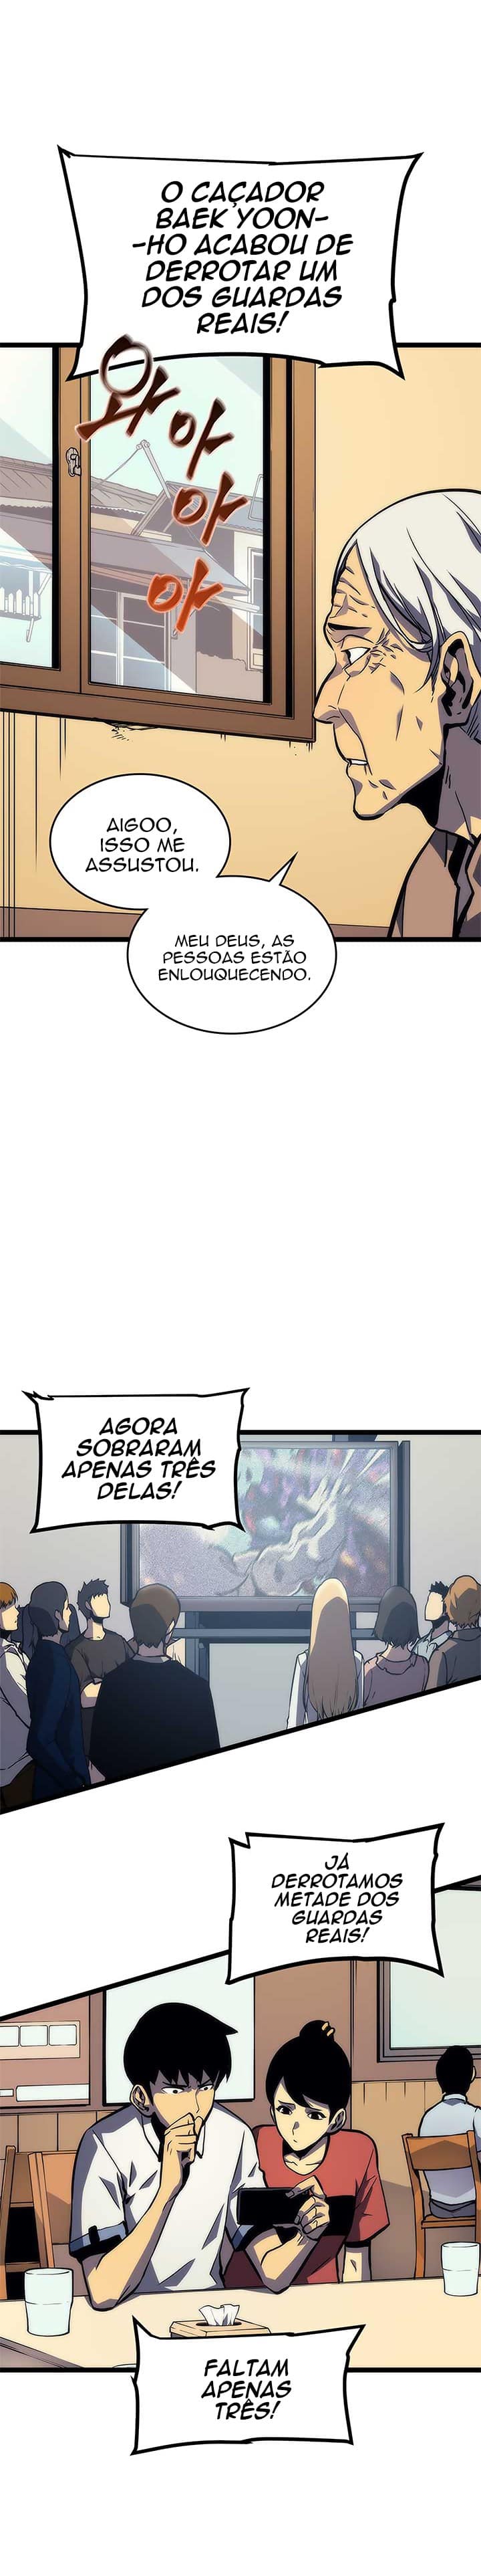 O CAÇADOR
BAEK YOON-
-HO ACABOU DE
DERROTAR UM
DOS GUARDAS
REAIS!
와아
아
아
AIGOO,
ISSO ME
ASSUSTOU.
MEU DEUS, AS
PESSOAS ESTÃO
ENLOUQUECENDO.
AGORA
SOBRARAM
APENAS TRÊS
DELAS!
JÁ
DERROTAMOS
METADE DOS
GUARDAS
REAIS!
FALTAM
APENAS
TRÊS!